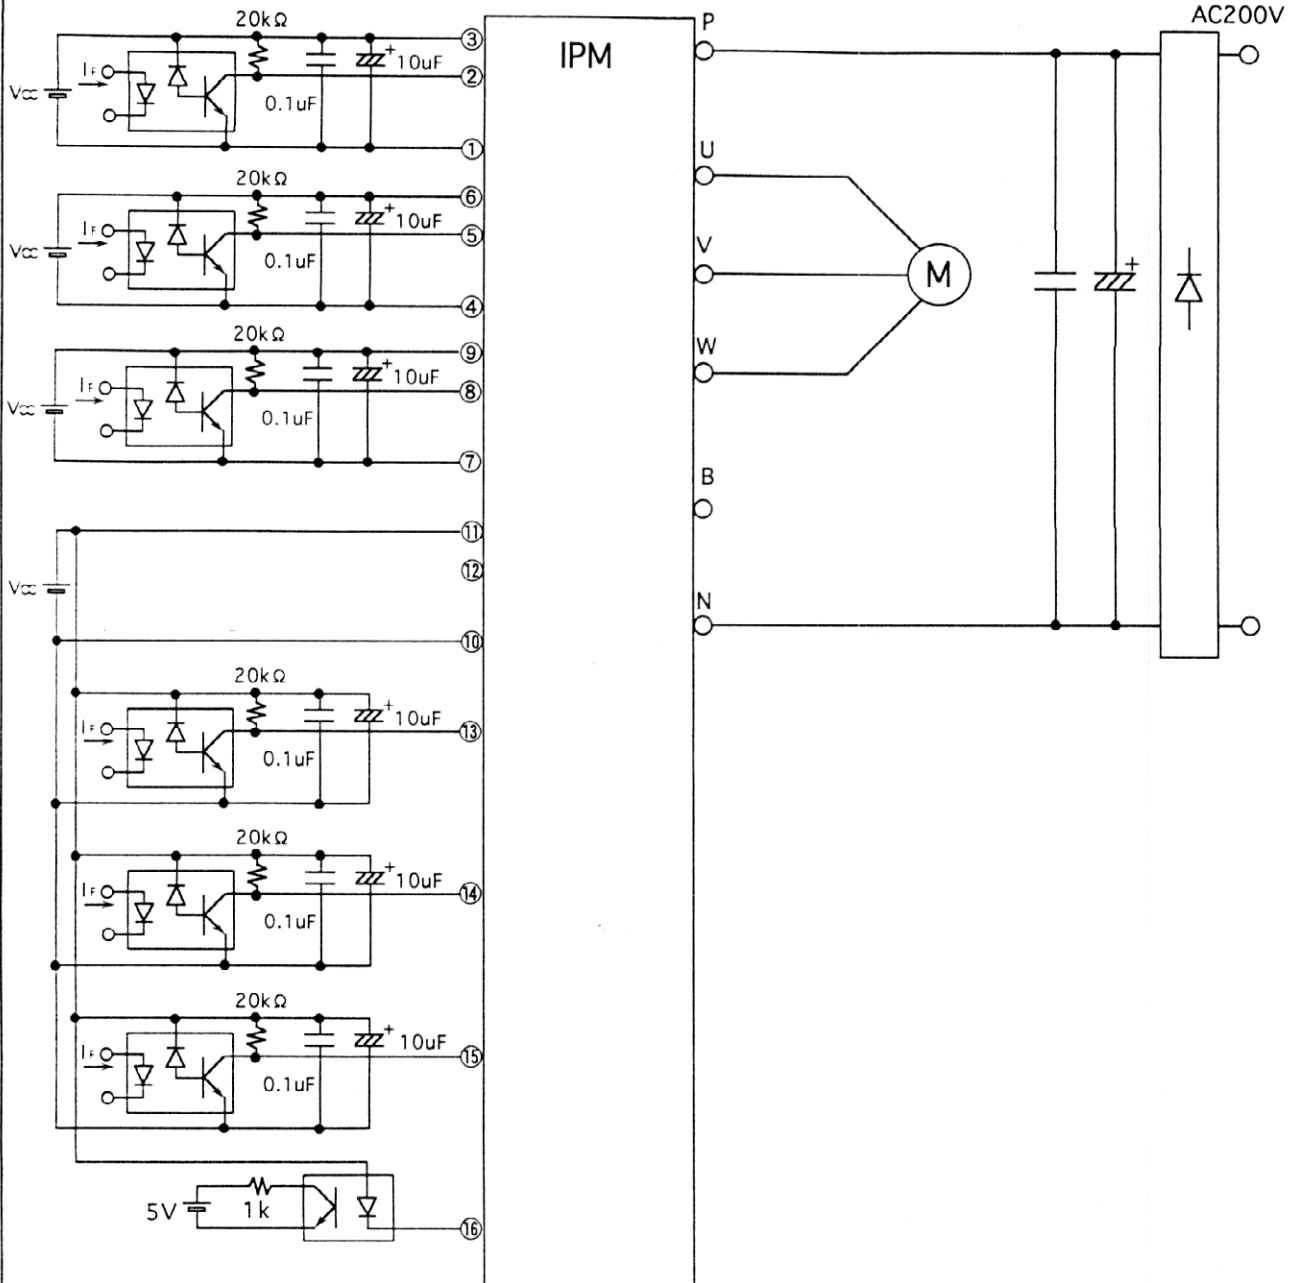 AC200V
P
20kΩ
③
IPM
IF
+
10uF
②
Vcc
0.1uF
①
U
20kΩ
⑥
IF
+
10uF
⑤
V
Vcc
0.1uF
M
+
④
20kΩ
⑨
W
IF
+
10uF
⑧
Vcc
0.1uF
⑦
B
⑪
⑫
Vcc
N
⑩
20kΩ
IF
+
10uF
⑬
0.1uF
20kΩ
IF
+
10uF
⑭
0.1uF
20kΩ
IF
+
10uF
⑮
0.1uF
5V
1k
⑯